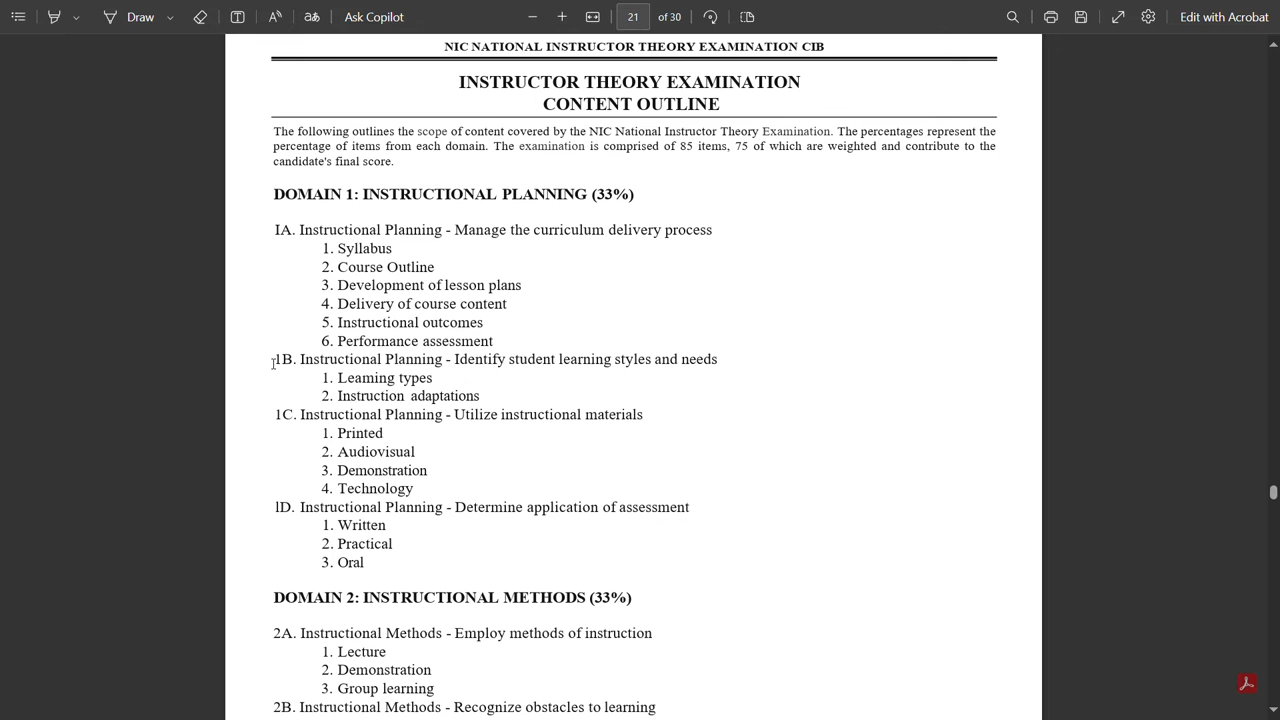 Draw
Ask Copilot
21 of 30
Edit with Acrobat
NIC NATIONAL INSTRUCTOR THEORY EXAMINATION CIB
INSTRUCTOR THEORY EXAMINATION
CONTENT OUTLINE
The following outlines the scope of content covered by the NIC National Instructor Theory Examination. The percentages represent the
percentage of items from each domain. The examination is comprised of 85 items, 75 of which are weighted and contribute to the
candidate's final score.
DOMAIN 1: INSTRUCTIONAL PLANNING (33%)
IA. Instructional Planning - Manage the curriculum delivery process
1. Syllabus
2. Course Outline
3. Development of lesson plans
4. Delivery of course content
5. Instructional outcomes
6. Performance assessment
1B. Instructional Planning - Identify student learning styles and needs
1. Leaming types
2. Instruction adaptations
1C. Instructional Planning - Utilize instructional materials
1. Printed
2. Audiovisual
3. Demonstration
4. Technology
lD. Instructional Planning - Determine application of assessment
1. Written
2. Practical
3. Oral
DOMAIN 2: INSTRUCTIONAL METHODS (33%)
2A. Instructional Methods - Employ methods of instruction
1. Lecture
2. Demonstration
3. Group learning
2B. Instructional Methods - Recognize obstacles to learning